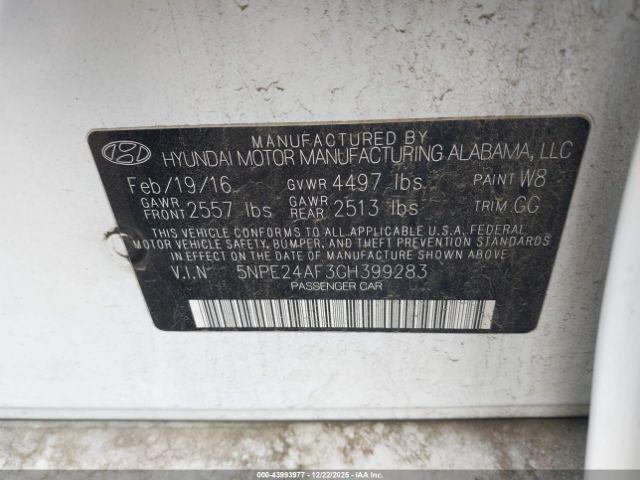 MANUFACTURED BY
HYUNDAI MOTOR MANUFACTURING ALABAMA, LLC
Feb/19/16 GVWR 4497 lbs. PAINT W8
GAWR FRONT 2557 lbs GAWR REAR 2513 lbs TRIM GG
THIS VEHICLE CONFORMS TO ALL APPLICABLE U.S.A. FEDERAL
MOTOR VEHICLE SAFETY, BUMPER, AND THEFT PREVENTION
STANDARDS IN EFFECT ON THE DATE OF MANUFACTURE SHOWN ABOVE.
V.I.N 5NPE24AF3GH399283
PASSENGER CAR
000-43993977 - 12/22/2025 - IAAI.com